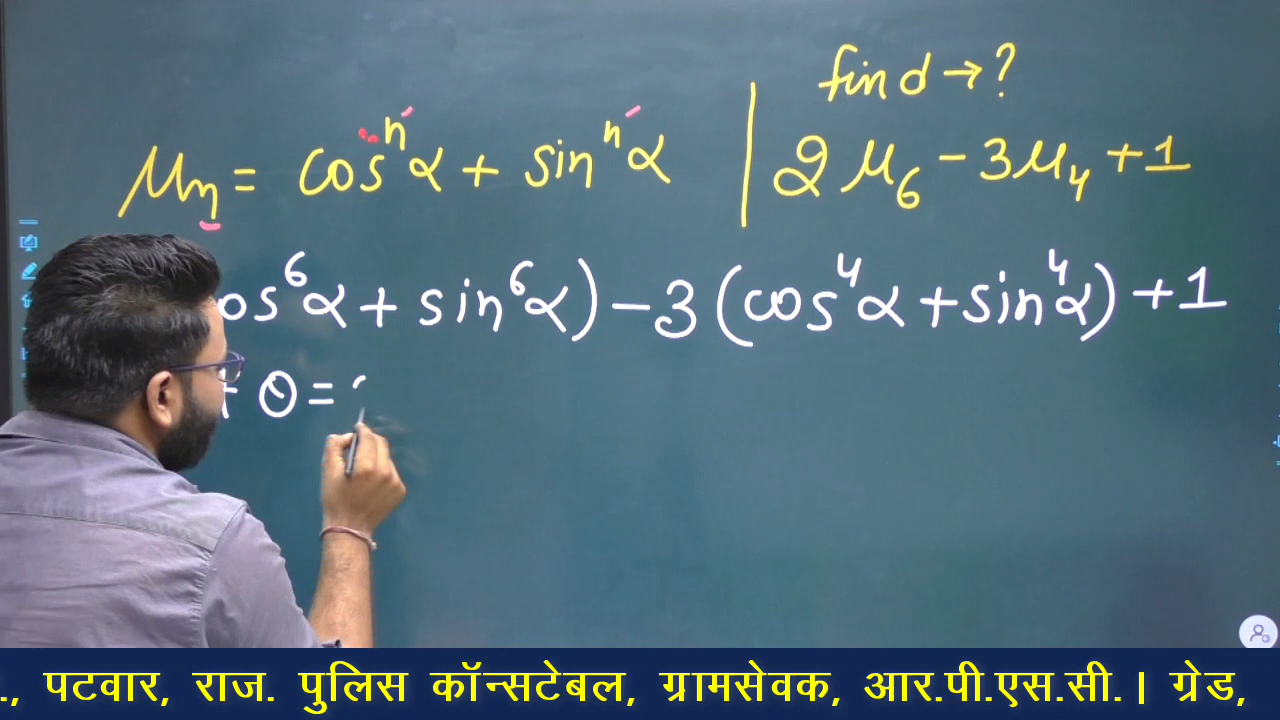 find → ?
μₙ = cosⁿα + sinⁿα | 2μ₆ - 3μ₄ + 1
os⁶α + sin⁶α) - 3 (cos⁴α + sin⁴α) + 1
θ =
., पटवार, राज. पुलिस कॉन्सटेबल, ग्रामसेवक, आर.पी.एस.सी. । ग्रेड,